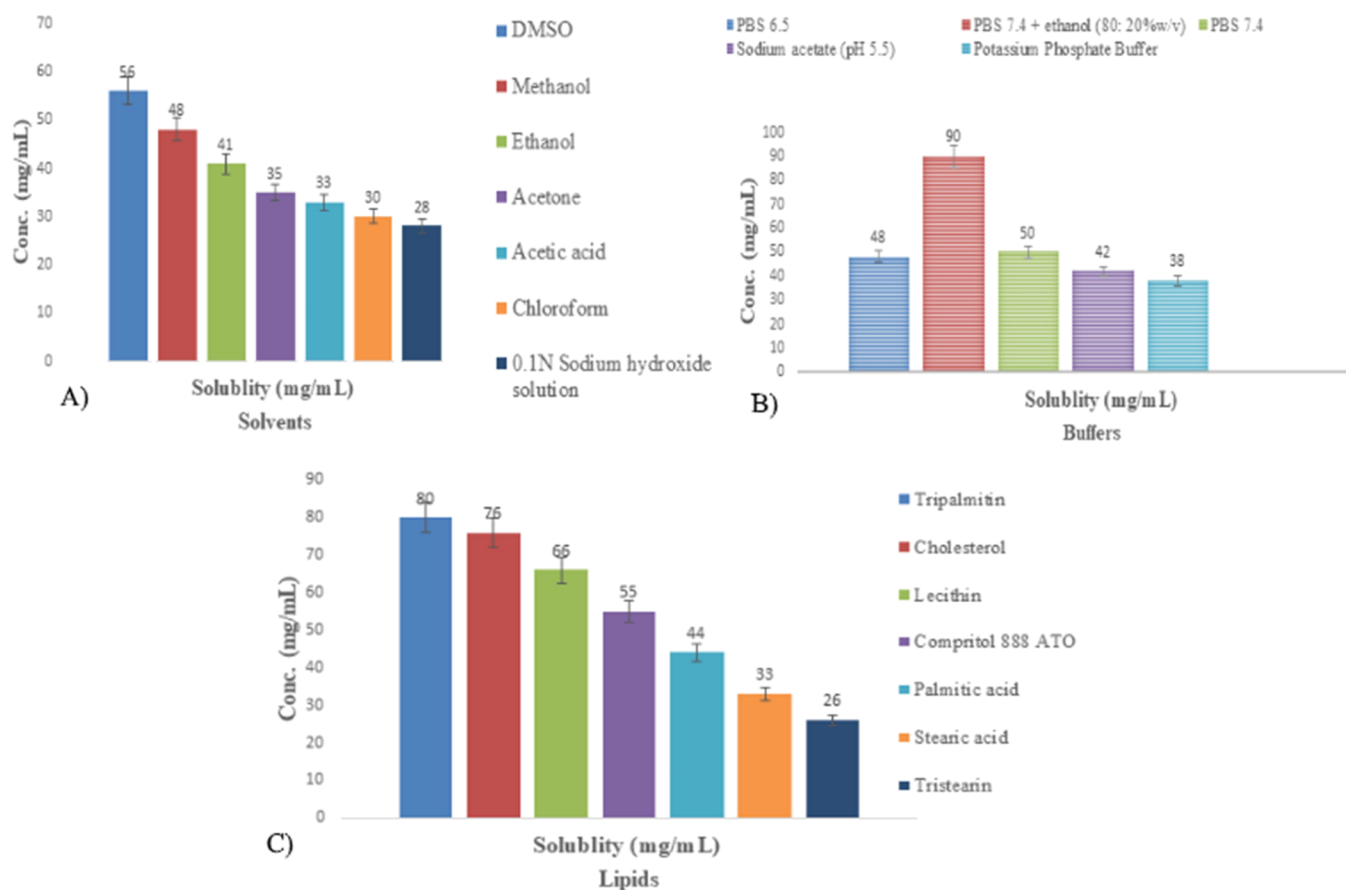 70
60
50
40
30
20
10
0
Conc. (mg/mL)
56
48
41
35
33
30
28
Solublity (mg/mL)
Solvents
A)
DMSO
Methanol
Ethanol
Acetone
Acetic acid
Chloroform
0.1N Sodium hydroxide
solution
PBS 6.5
PBS 7.4 + ethanol (80: 20%w/v)
PBS 7.4
Sodium acetate (pH 5.5)
Potassium Phosphate Buffer
100
90
80
70
60
50
40
30
20
10
0
Conc. (mg/mL)
48
90
50
42
38
Solublity (mg/mL)
Buffers
B)
90
80
70
60
50
40
30
20
10
0
Conc. (mg/mL)
80
76
66
55
44
33
26
Solublity (mg/mL)
Lipids
C)
Tripalmitin
Cholesterol
Lecithin
Compritol 888 ATO
Palmitic acid
Stearic acid
Tristearin